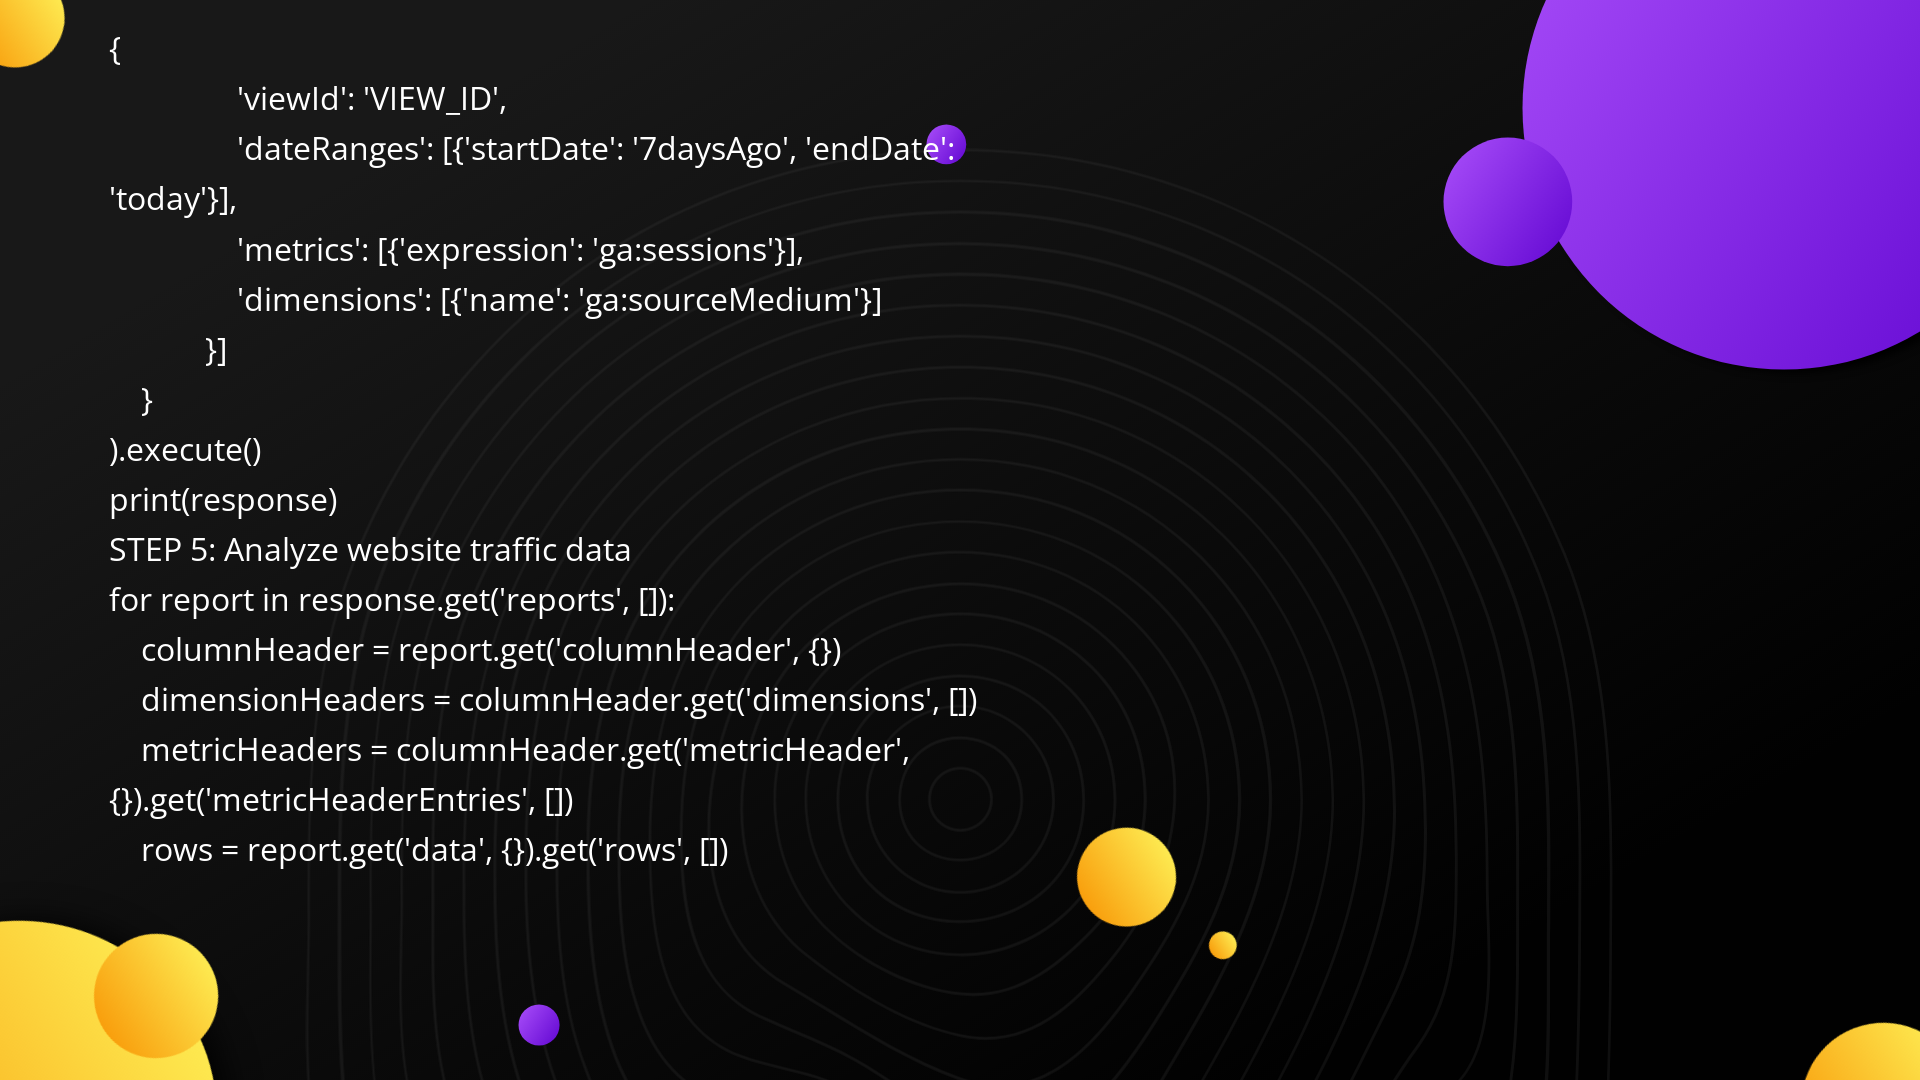 {
'viewId': 'VIEW_ID',
'dateRanges': [{'startDate': '7daysAgo', 'endDate':
'today'}],
'metrics': [{'expression': 'ga:sessions'}],
'dimensions': [{'name': 'ga:sourceMedium'}]
}]
}
).execute()
print(response)
STEP 5: Analyze website traffic data
for report in response.get('reports', []):
columnHeader = report.get('columnHeader', {})
dimensionHeaders = columnHeader.get('dimensions', [])
metricHeaders = columnHeader.get('metricHeader',
{}).get('metricHeaderEntries', [])
rows = report.get('data', {}).get('rows', [])